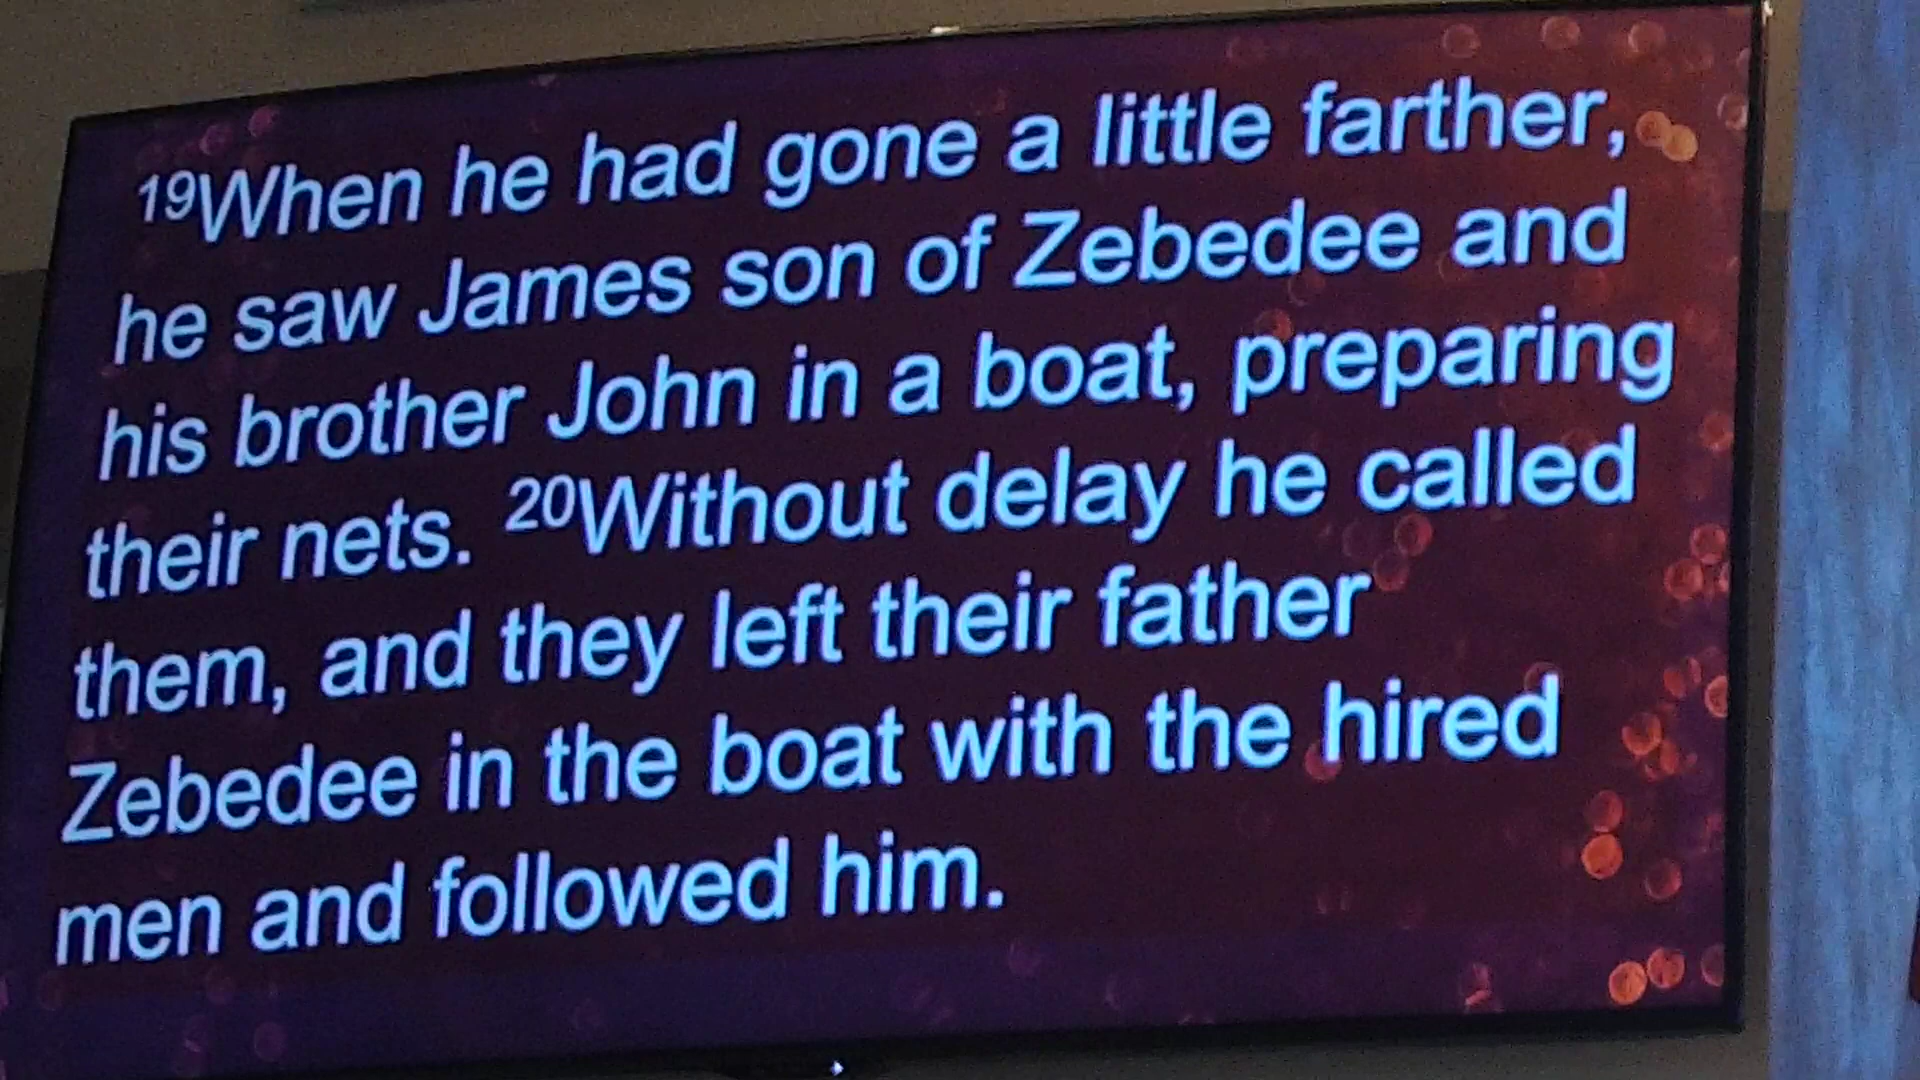 19When he had gone a little farther,
he saw James son of Zebedee and
his brother John in a boat, preparing
their nets. 20Without delay he called
them, and they left their father
Zebedee in the boat with the hired
men and followed him.